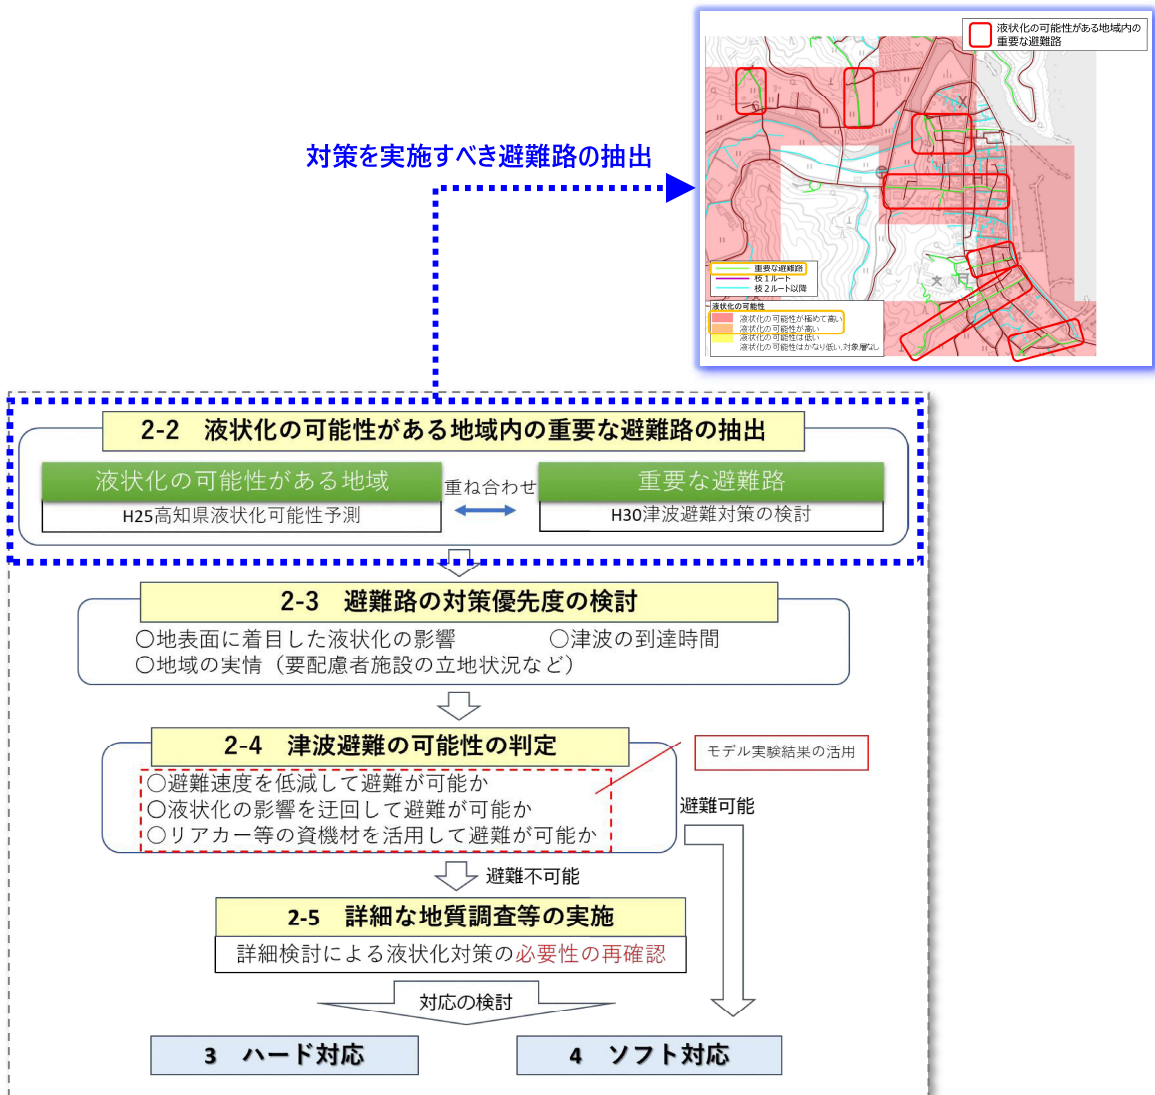 液状化の可能性がある地域内の
重要な避難路
対策を実施すべき避難路の抽出
重要な避難路
枝1ルート
枝2ルート以降
液状化の可能性
液状化の可能性が極めて高い
液状化の可能性が高い
液状化の可能性は低い
液状化の可能性はかなり低い、対象層なし
2-2 液状化の可能性がある地域内の重要な避難路の抽出
液状化の可能性がある地域
重ね合わせ
重要な避難路
H25高知県液状化可能性予測
H30津波避難対策の検討
2-3 避難路の対策優先度の検討
○地表面に着目した液状化の影響 ○津波の到達時間
○地域の実情（要配慮者施設の立地状況など）
2-4 津波避難の可能性の判定
モデル実験結果の活用
○避難速度を低減して避難が可能か
○液状化の影響を迂回して避難が可能か
○リアカー等の資機材を活用して避難が可能か
避難可能
避難不可能
2-5 詳細な地質調査等の実施
詳細検討による液状化対策の必要性の再確認
対応の検討
3 ハード対応
4 ソフト対応